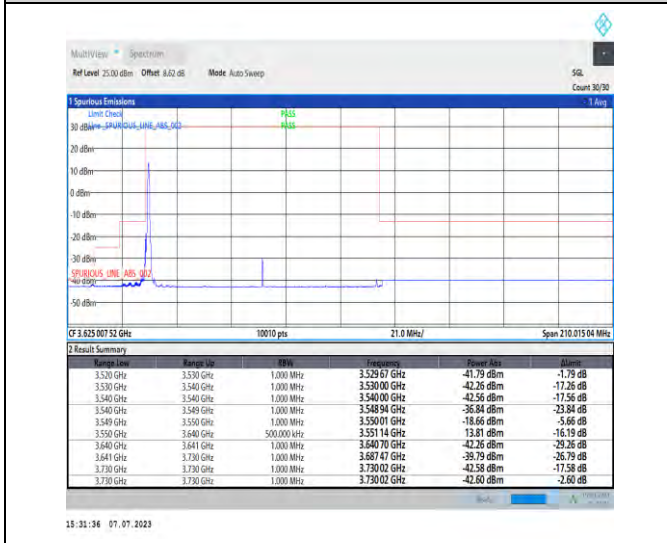 MultiView Spectrum
Ref Level 25.00 dBm Offset 8.62 dB Mode Auto Sweep SGL
Count 30/30
1 Spurious Emissions 1 Avg
Limit Check PASS
Line _SPURIOUS_LINE_ABS_002 PASS
30 dBm
20 dBm
10 dBm
0 dBm
-10 dBm
-20 dBm
-30 dBm
SPURIOUS_LINE_ABS_002
-40 dBm
-50 dBm
CF 3.625 007 52 GHz 10010 pts 21.0 MHz/ Span 210.015 04 MHz
2 Result Summary
Range Low Range Up RBW Frequency Power Abs ΔLimit
3.520 GHz 3.530 GHz 1.000 MHz 3.529 67 GHz -41.79 dBm -1.79 dB
3.530 GHz 3.540 GHz 1.000 MHz 3.530 00 GHz -42.26 dBm -17.26 dB
3.540 GHz 3.540 GHz 1.000 MHz 3.540 00 GHz -42.56 dBm -17.56 dB
3.540 GHz 3.549 GHz 1.000 MHz 3.548 94 GHz -36.84 dBm -23.84 dB
3.549 GHz 3.550 GHz 1.000 MHz 3.550 01 GHz -18.66 dBm -5.66 dB
3.550 GHz 3.640 GHz 500.000 kHz 3.551 14 GHz 13.81 dBm -16.19 dB
3.640 GHz 3.641 GHz 1.000 MHz 3.640 70 GHz -42.26 dBm -29.26 dB
3.641 GHz 3.730 GHz 1.000 MHz 3.687 47 GHz -39.79 dBm -26.79 dB
3.730 GHz 3.730 GHz 1.000 MHz 3.730 02 GHz -42.58 dBm -17.58 dB
3.730 GHz 3.730 GHz 1.000 MHz 3.730 02 GHz -42.60 dBm -2.60 dB
15:31:36 07.07.2023